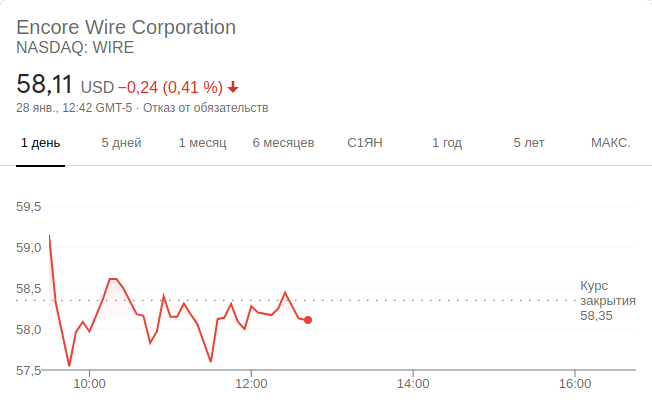 Encore Wire Corporation
NASDAQ: WIRE
58,11 USD −0,24 (0,41 %)
28 янв., 12:42 GMT-5 · Отказ от обязательств
1 день 5 дней 1 месяц 6 месяцев С1ЯН 1 год 5 лет МАКС.
59,5
59,0
58,5
58,0
57,5
Курс
закрытия
58,35
10:00 12:00 14:00 16:00